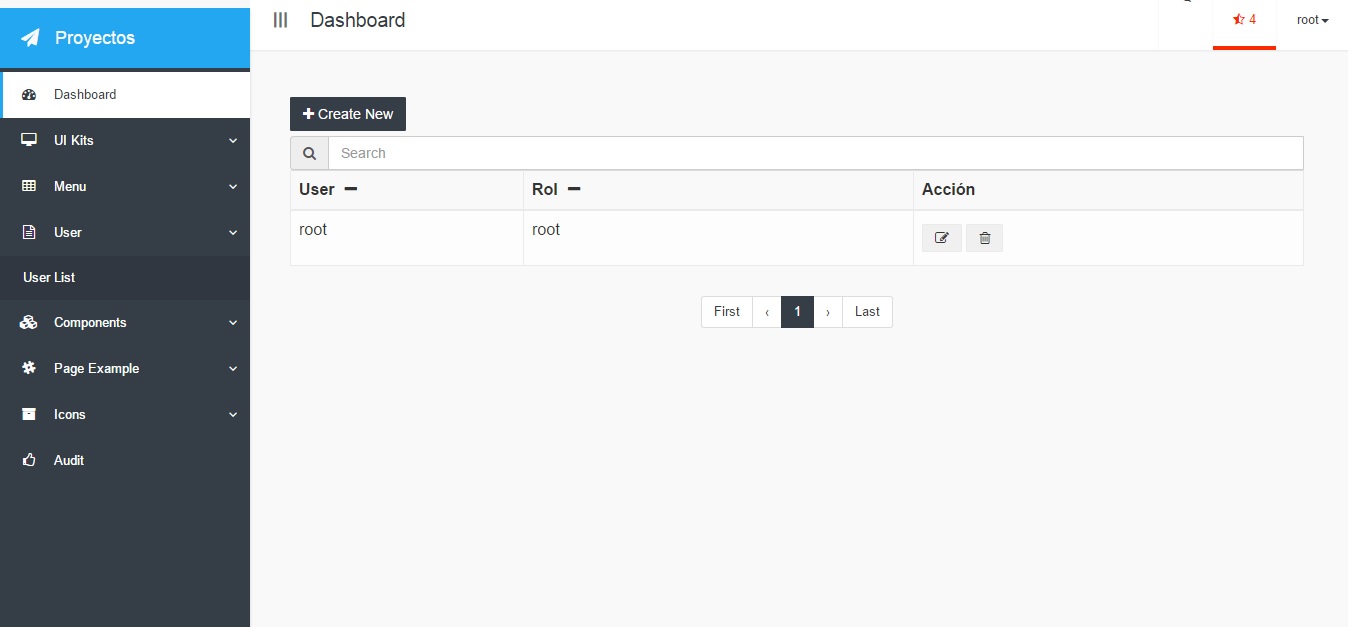 Proyectos
Dashboard
UI Kits
Menu
User
User List
Components
Page Example
Icons
Audit
Dashboard
4
root
Create New
Search
User
Rol
Acción
root
root
First
‹
1
›
Last